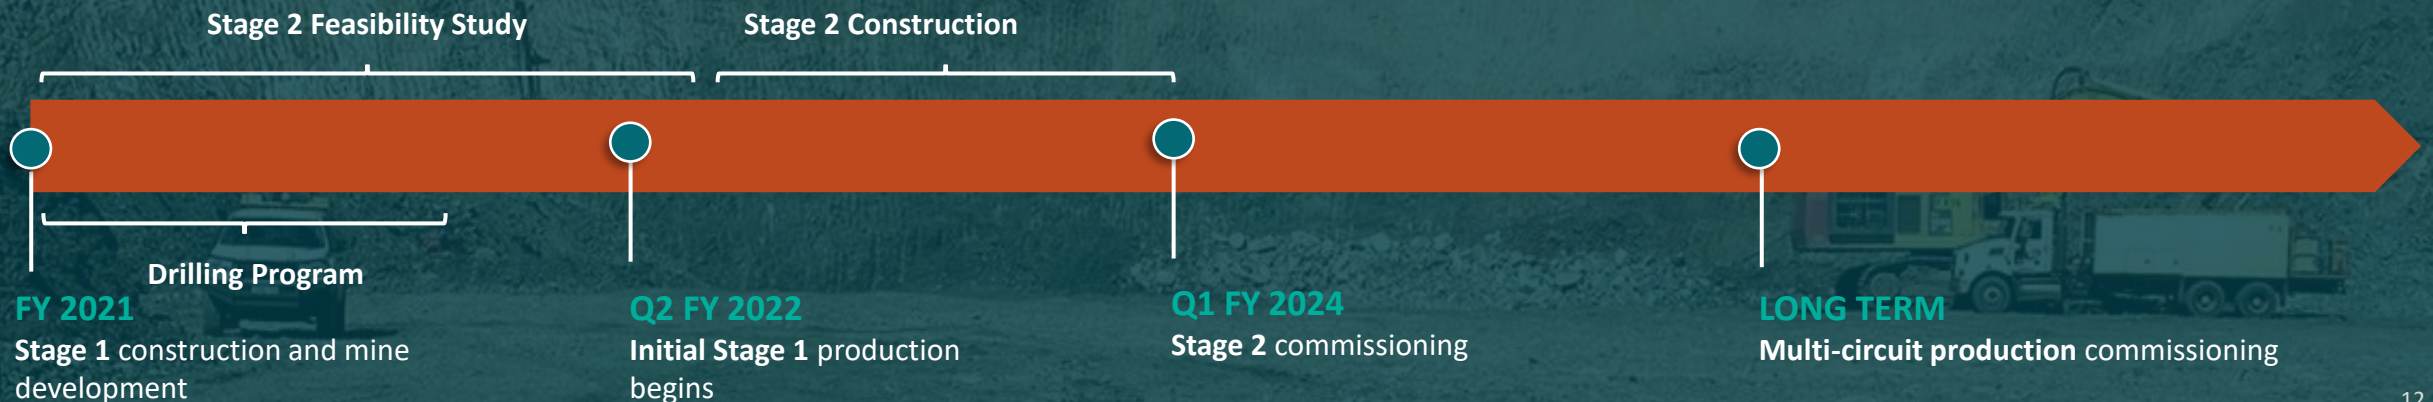 Stage 2 Feasibility Study
Stage 2 Construction
Drilling Program
FY 2021
Stage 1 construction and mine
development
Q2 FY 2022
Initial Stage 1 production
begins
Q1 FY 2024
Stage 2 commissioning
LONG TERM
Multi-circuit production commissioning
12